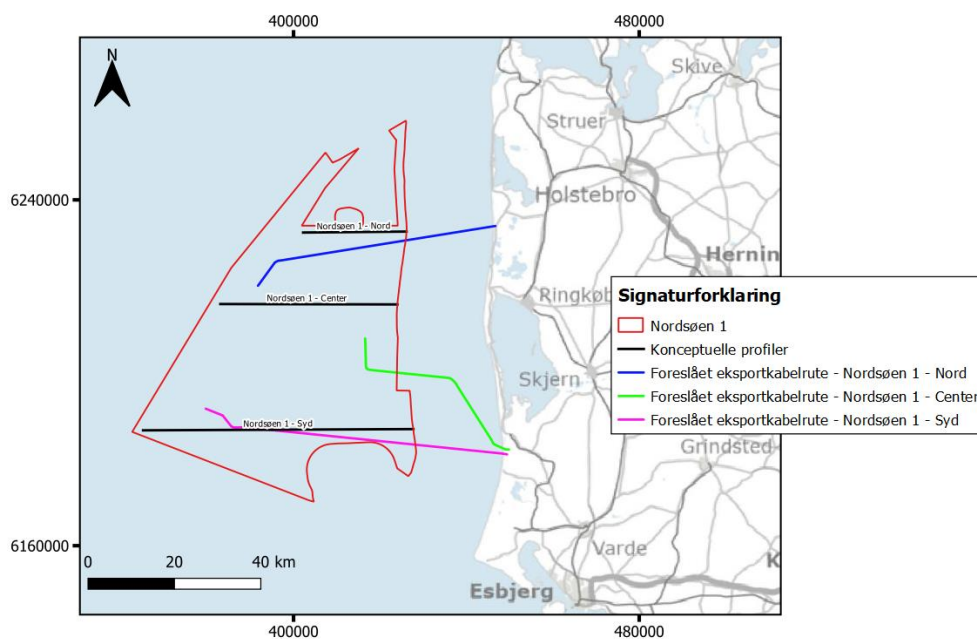 400000
480000
N
Skive
Struer
6240000
Holstebro
Nordsøen 1 - Nord
Hernin
Nordsøen 1 - Center
Ringkøb
Signaturforklaring
Nordsøen 1
Konceptuelle profiler
Foreslået eksportkabelrute - Nordsøen 1 - Nord
Foreslået eksportkabelrute - Nordsøen 1 - Center
Foreslået eksportkabelrute - Nordsøen 1 - Syd
Skjern
Nordsøen 1 - Syd
Grindsted
6160000
Varde
0 20 40 km
K
Esbjerg
400000
480000